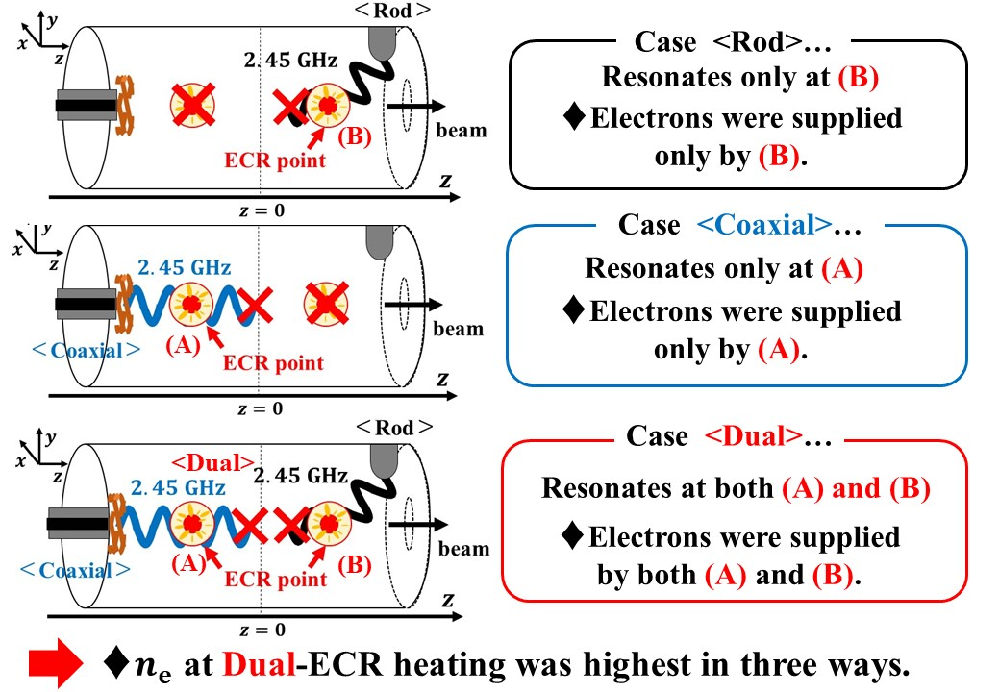 <Rod>
y
x
z
2.45 GHz
(B)
beam
ECR point
z
z = 0
Case <Rod>…
Resonates only at (B)
♦Electrons were supplied
only by (B).
y
x
z
2.45 GHz
(A)
beam
<Coaxial>
ECR point
z
z = 0
Case <Coaxial>…
Resonates only at (A)
♦Electrons were supplied
only by (A).
<Rod>
y
x
z
<Dual>
2.45 GHz
2.45 GHz
(A)
(B)
beam
<Coaxial>
ECR point
z
z = 0
Case <Dual>…
Resonates at both (A) and (B)
♦Electrons were supplied
by both (A) and (B).
♦nₑ at Dual-ECR heating was highest in three ways.